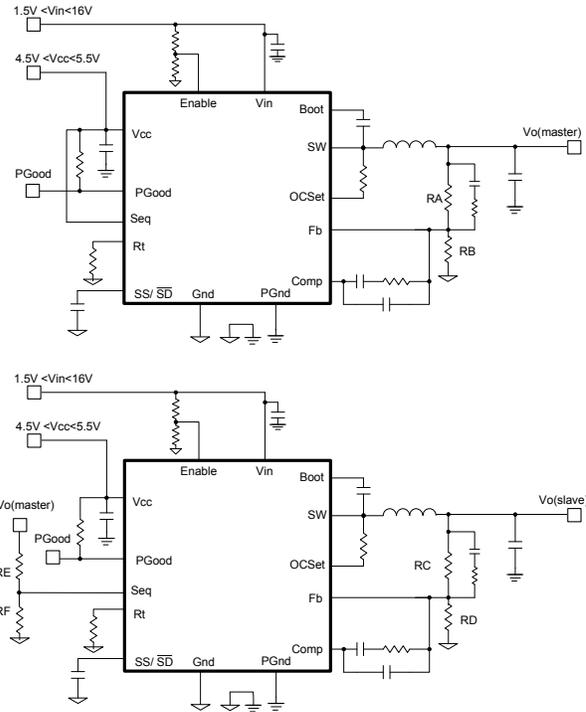 1.5V <Vin<16V
4.5V <Vcc<5.5V
Enable Vin
Boot
Vo(master)
Vcc
SW
PGood
PGood
OCSet
RA
Seq
Fb
RB
Rt
Comp
SS/ SD Gnd PGnd
1.5V <Vin<16V
4.5V <Vcc<5.5V
Enable Vin
Boot
Vo(slave)
Vo(master)
Vcc
SW
PGood
PGood
OCSet
RC
RE
Seq
Fb
RF
Rt
RD
Comp
SS/ SD Gnd PGnd